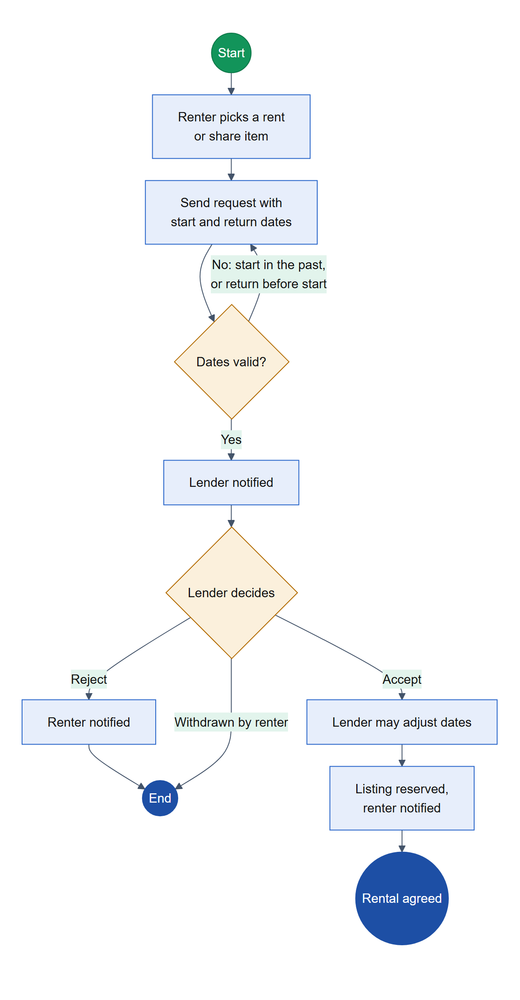 Start
Renter picks a rent
or share item
Send request with
start and return dates
No: start in the past,
or return before start
Dates valid?
Yes
Lender notified
Lender decides
Reject
Accept
Renter notified
Withdrawn by renter
Lender may adjust dates
Listing reserved,
renter notified
End
Rental agreed